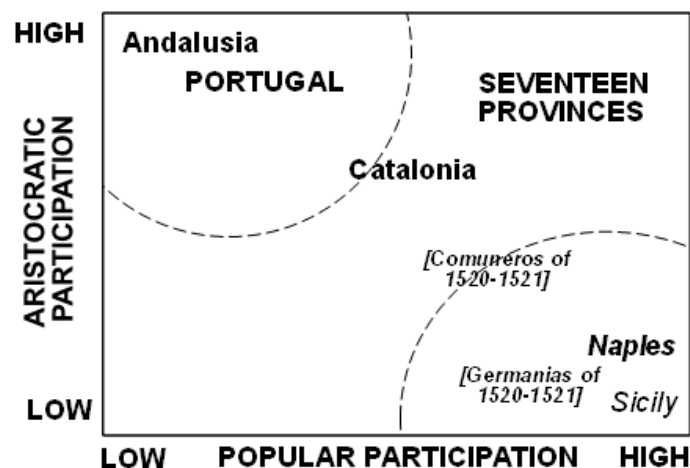 HIGH
Andalusia
PORTUGAL
SEVENTEEN
PROVINCES
ARISTOCRATIC
PARTICIPATION
Catalonia
[Comuneros of
1520-1521]
Naples
[Germanias of
1520-1521]
Sicily
LOW
LOW POPULAR PARTICIPATION HIGH